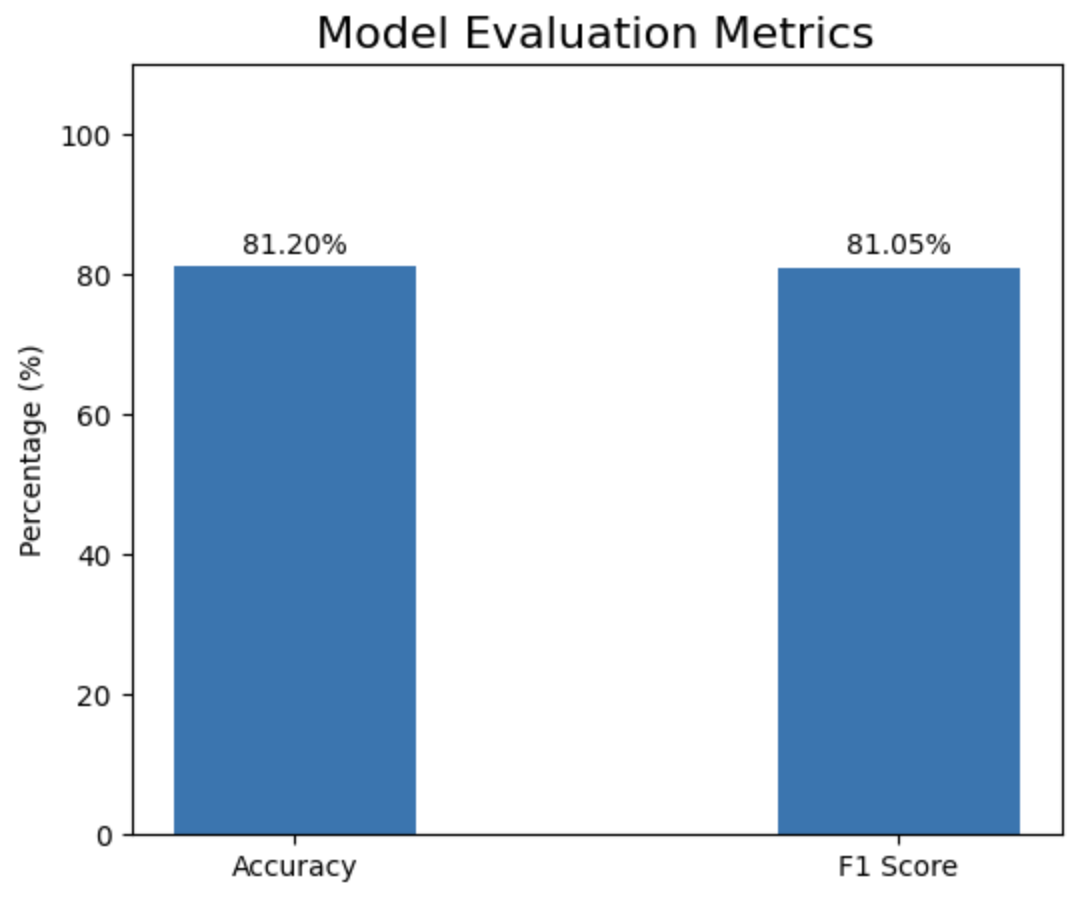 Model Evaluation Metrics
100
80
60
40
20
0
Percentage (%)
81.20%
81.05%
Accuracy
F1 Score